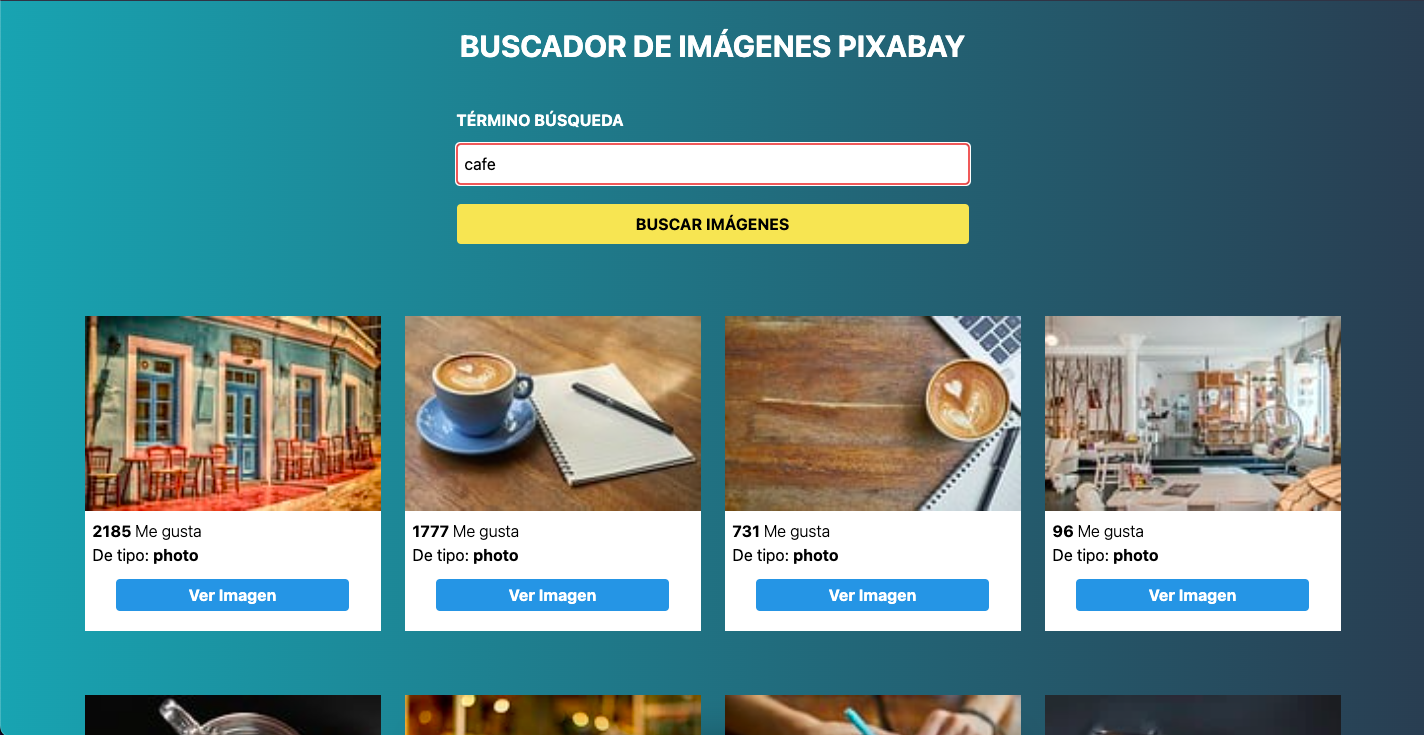 BUSCADOR DE IMÁGENES PIXABAY
TÉRMINO BÚSQUEDA
cafe
BUSCAR IMÁGENES
2185 Me gusta
De tipo: photo
Ver Imagen
1777 Me gusta
De tipo: photo
Ver Imagen
731 Me gusta
De tipo: photo
Ver Imagen
96 Me gusta
De tipo: photo
Ver Imagen